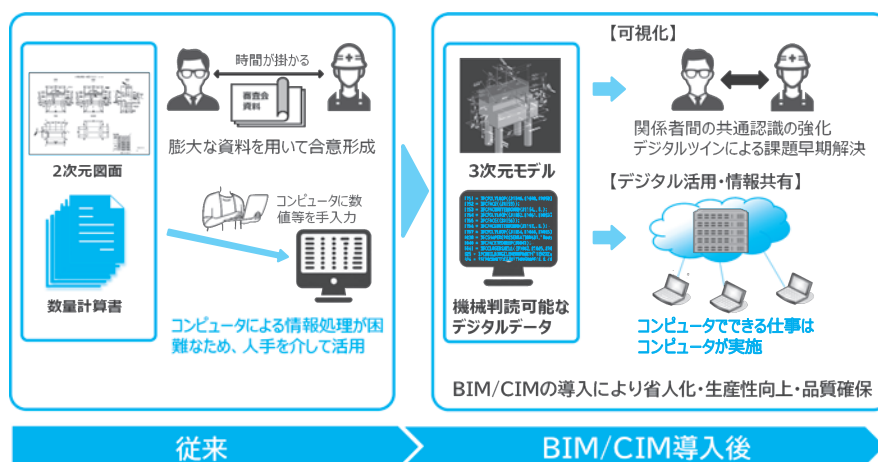 時間が掛かる
審査会
資料
膨大な資料を用いて合意形成
2次元図面
コンピュータに数
値等を手入力
数量計算書
コンピュータによる情報処理が困
難なため、人手を介して活用
従来
3次元モデル
機械判読可能な
デジタルデータ
【可視化】
関係者間の共通認識の強化
デジタルツインによる課題早期解決
【デジタル活用・情報共有】
コンピュータでできる仕事は
コンピュータが実施
BIM/CIMの導入により省人化・生産性向上・品質確保
BIM/CIM導入後